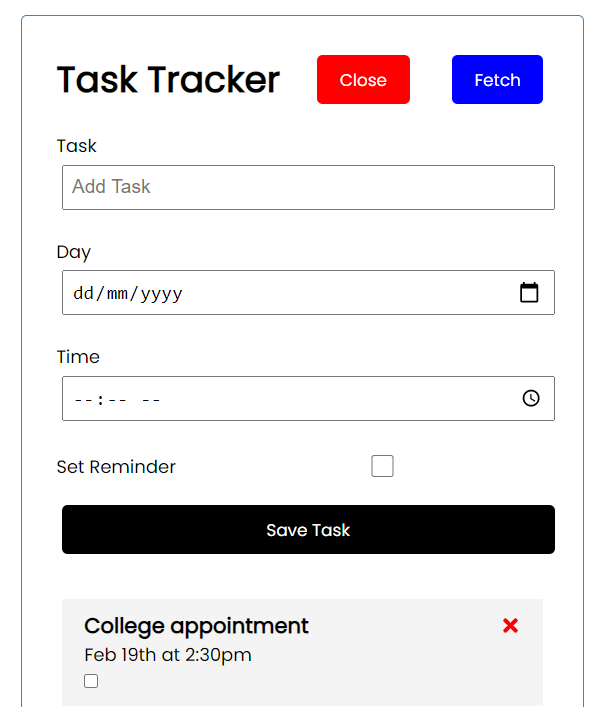 Task Tracker Close Fetch
Task
Add Task
Day
dd/mm/yyyy
Time
--:-- --
Set Reminder
Save Task
College appointment
Feb 19th at 2:30pm